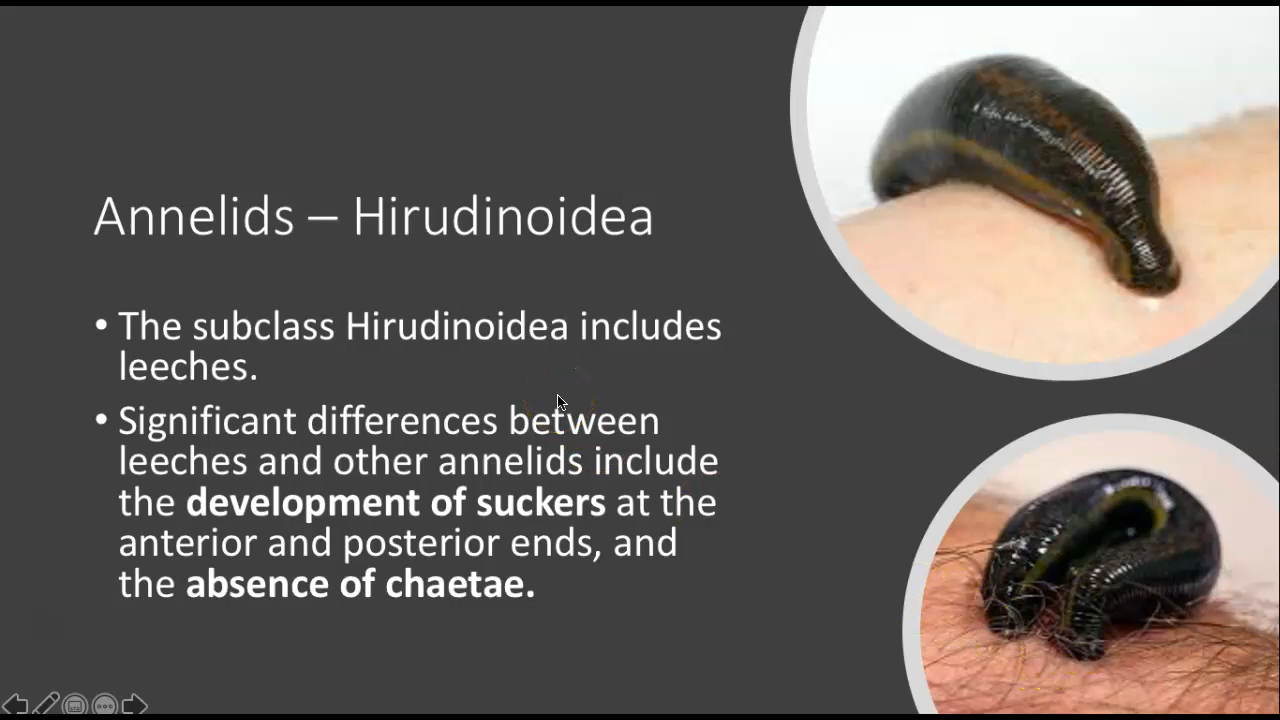 Annelids – Hirudinoidea
• The subclass Hirudinoidea includes
leeches.
• Significant differences between
leeches and other annelids include
the development of suckers at the
anterior and posterior ends, and
the absence of chaetae.